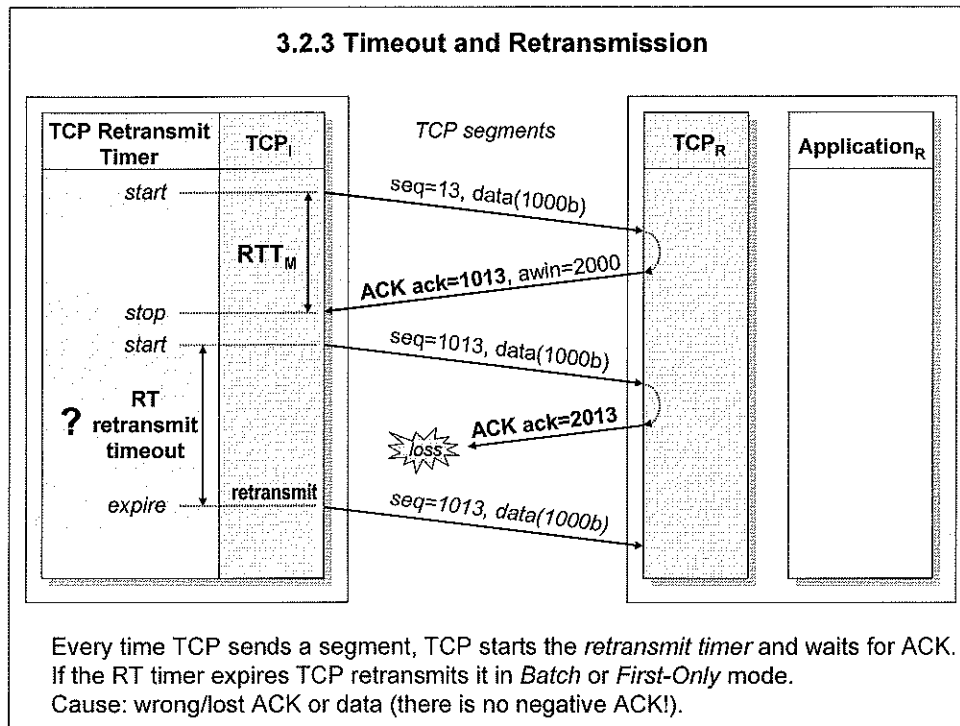 3.2.3 Timeout and Retransmission
TCP Retransmit
Timer
TCP_I
TCP segments
TCP_R
Application_R
start
seq=13, data(1000b)
RTT_M
ACK ack=1013, awin=2000
stop
start
seq=1013, data(1000b)
? RT
retransmit
timeout
ACK ack=2013
loss
retransmit
expire
seq=1013, data(1000b)
Every time TCP sends a segment, TCP starts the retransmit timer and waits for ACK.
If the RT timer expires TCP retransmits it in Batch or First-Only mode.
Cause: wrong/lost ACK or data (there is no negative ACK!).